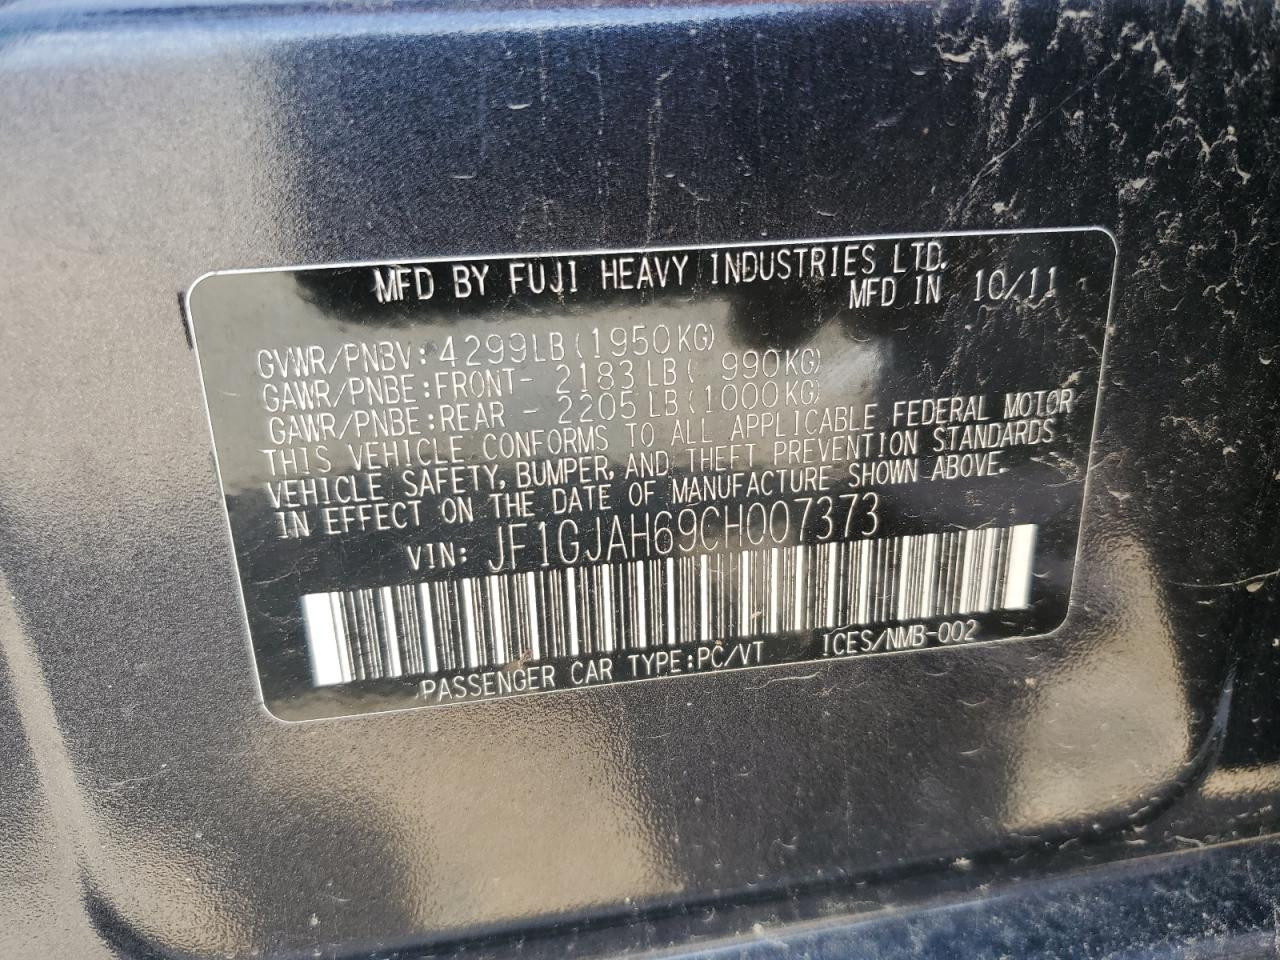 MFD BY FUJI HEAVY INDUSTRIES LTD.
MFD IN 10/11
GVWR/PNBV:4299LB(1950KG)
GAWR/PNBE:FRONT- 2183LB( 990KG)
GAWR/PNBE:REAR - 2205LB(1000KG)
THIS VEHICLE CONFORMS TO ALL APPLICABLE FEDERAL MOTOR
VEHICLE SAFETY, BUMPER, AND THEFT PREVENTION STANDARDS
IN EFFECT ON THE DATE OF MANUFACTURE SHOWN ABOVE.
VIN: JF1GJAH69CH007373
PASSENGER CAR TYPE:PC/VT ICES/NMB-002